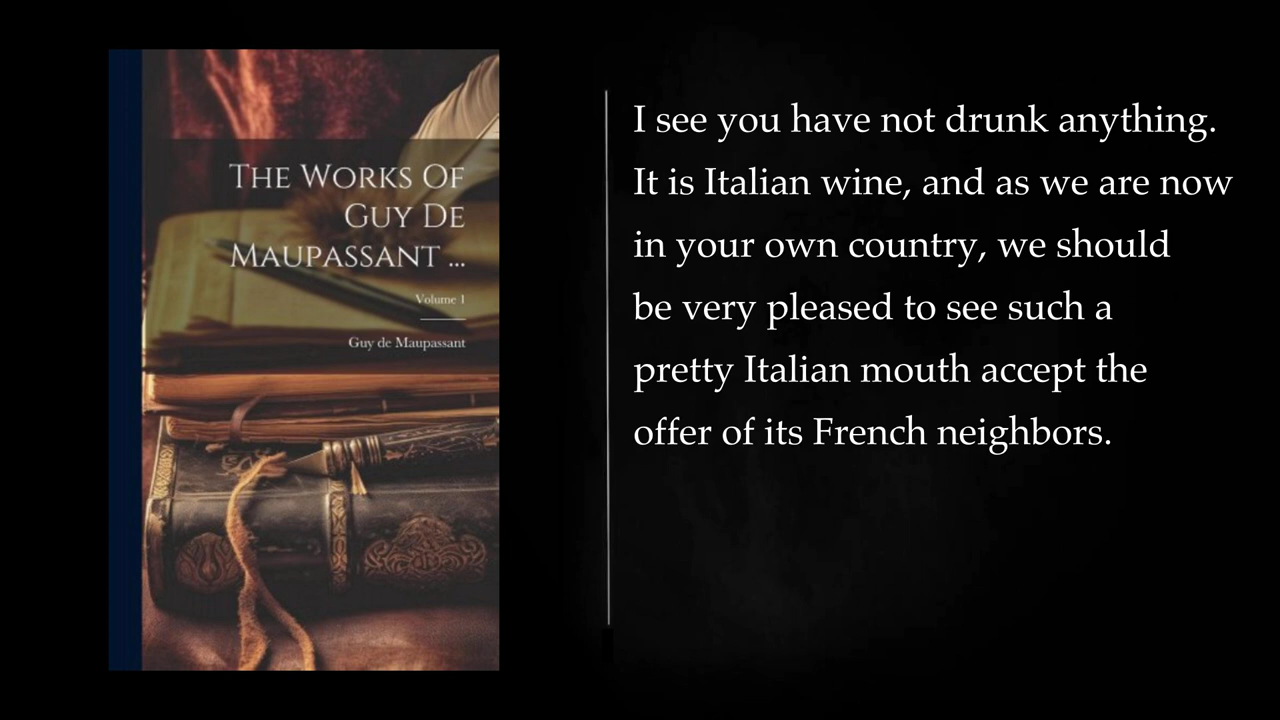 The Works Of
Guy De
Maupassant ...
Volume 1
Guy de Maupassant
I see you have not drunk anything.
It is Italian wine, and as we are now
in your own country, we should
be very pleased to see such a
pretty Italian mouth accept the
offer of its French neighbors.